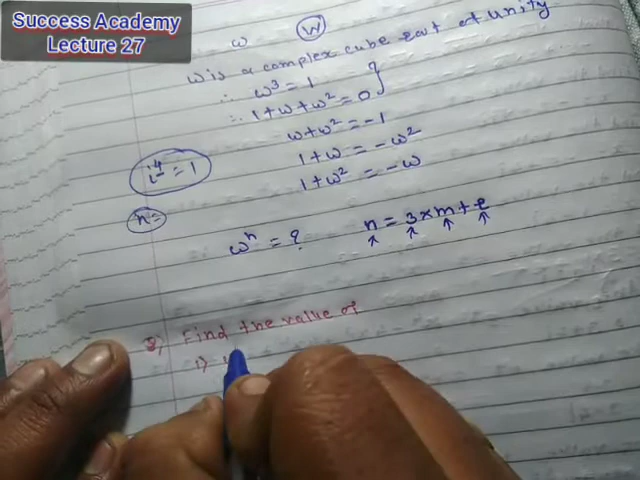 Success Academy
Lecture 27
ω ω
ω is a complex cube root of unity
∴ ω³ = 1
∴ 1+ω+ω² = 0
ω+ω² = -1
1+ω = -ω²
i⁴ = 1
1+ω² = -ω
n=
ωⁿ = ? n = 3×m+r
Find the value of
1)